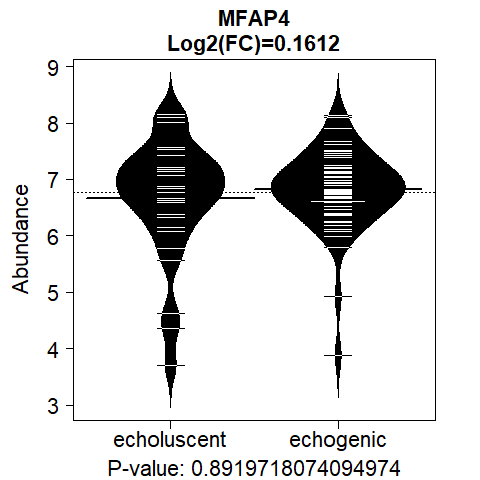 MFAP4
Log2(FC)=0.1612
Abundance
9
8
7
6
5
4
3
echoluscent echogenic
P-value: 0.8919718074094974